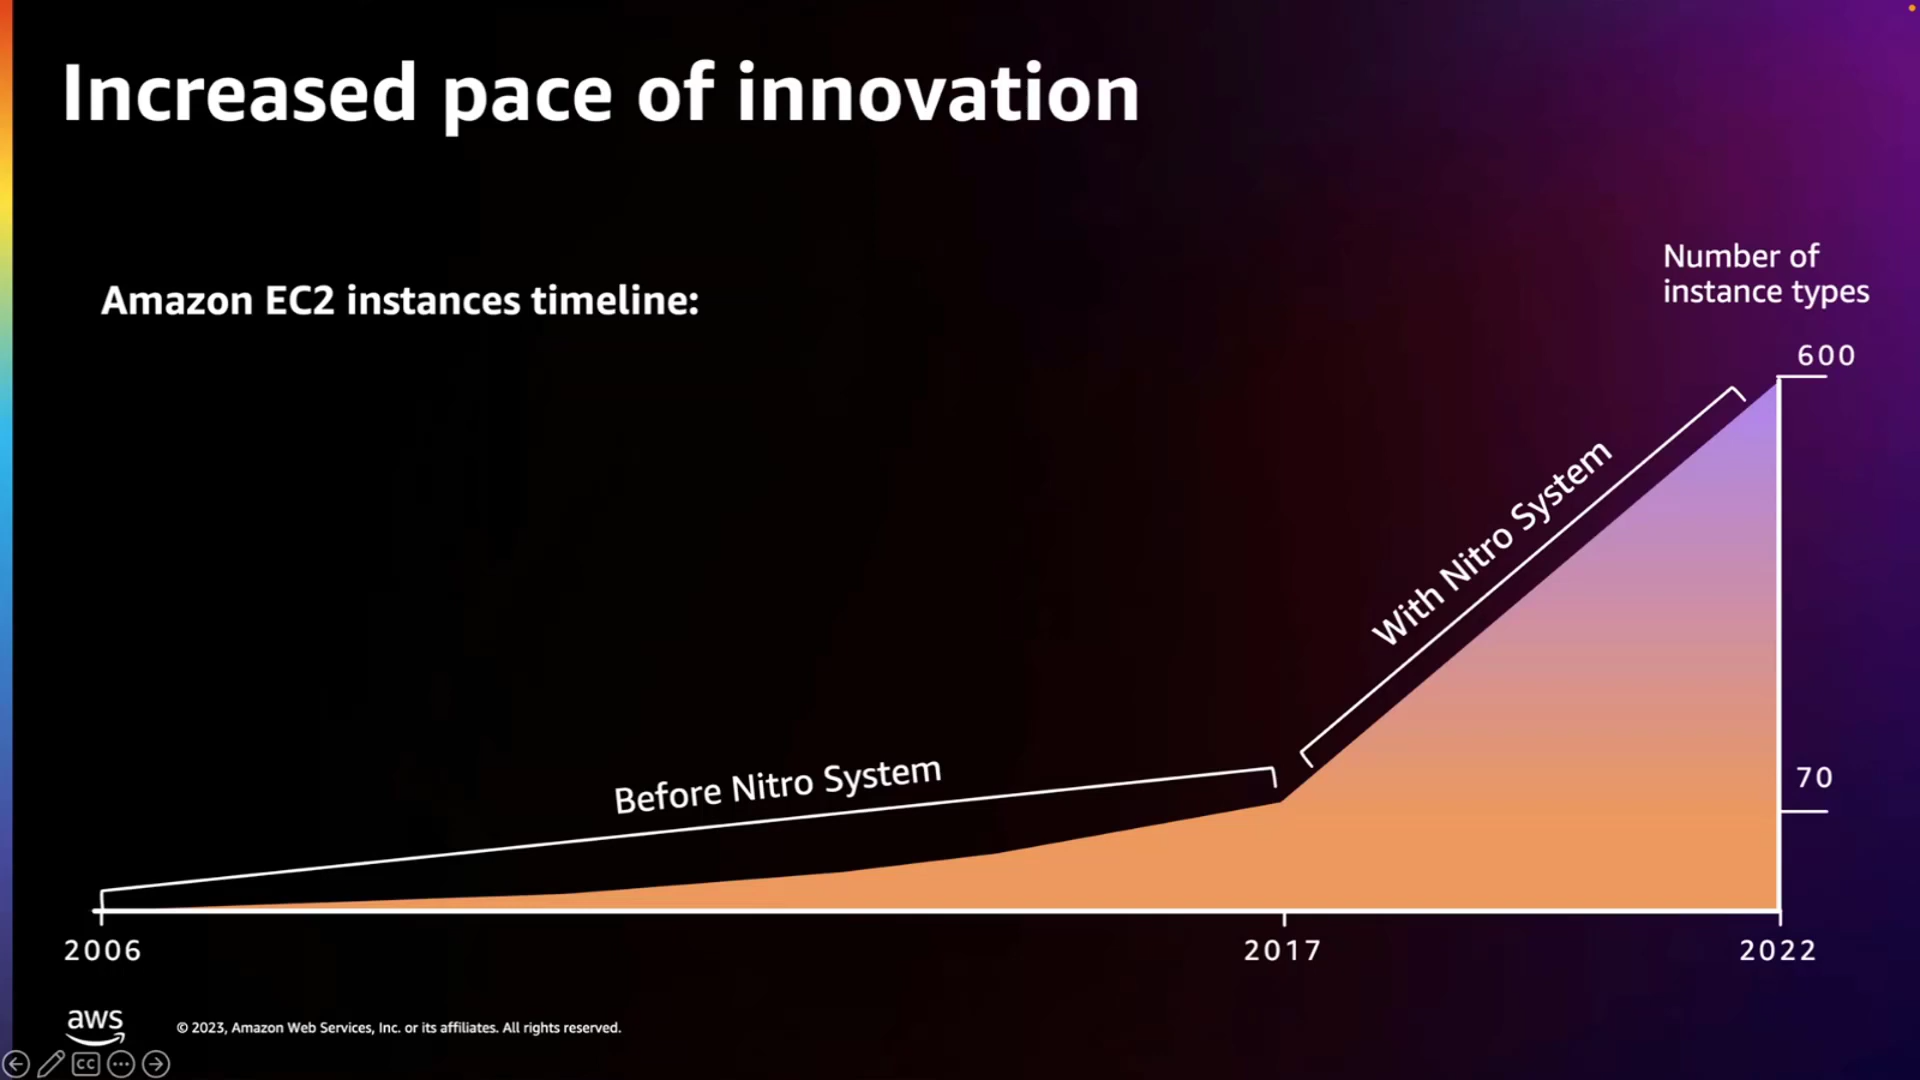 Increased pace of innovation
Amazon EC2 instances timeline:
Number of
instance types
600
With Nitro System
70
Before Nitro System
2006
2017
2022
aws
© 2023, Amazon Web Services, Inc. or its affiliates. All rights reserved.
CC